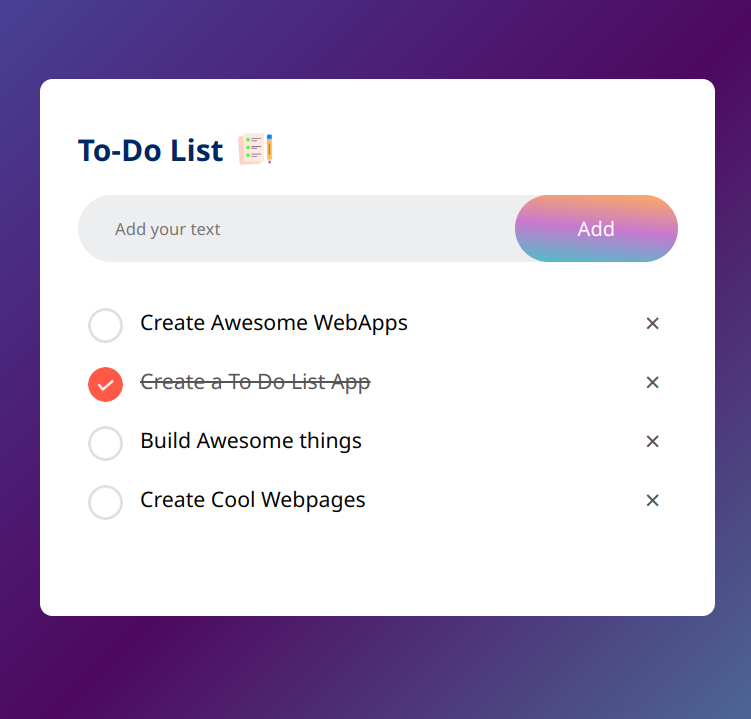 To-Do List
Add your text
Add
Create Awesome WebApps
Create a To Do List App
Build Awesome things
Create Cool Webpages